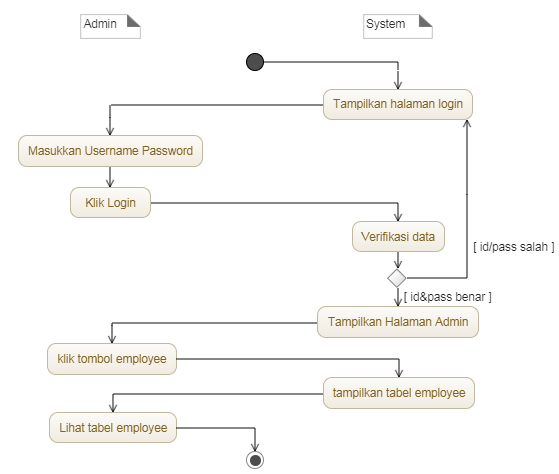 Admin
System
Tampilkan halaman login
Masukkan Username Password
Klik Login
Verifikasi data
[ id/pass salah ]
[ id&pass benar ]
Tampilkan Halaman Admin
klik tombol employee
tampilkan tabel employee
Lihat tabel employee